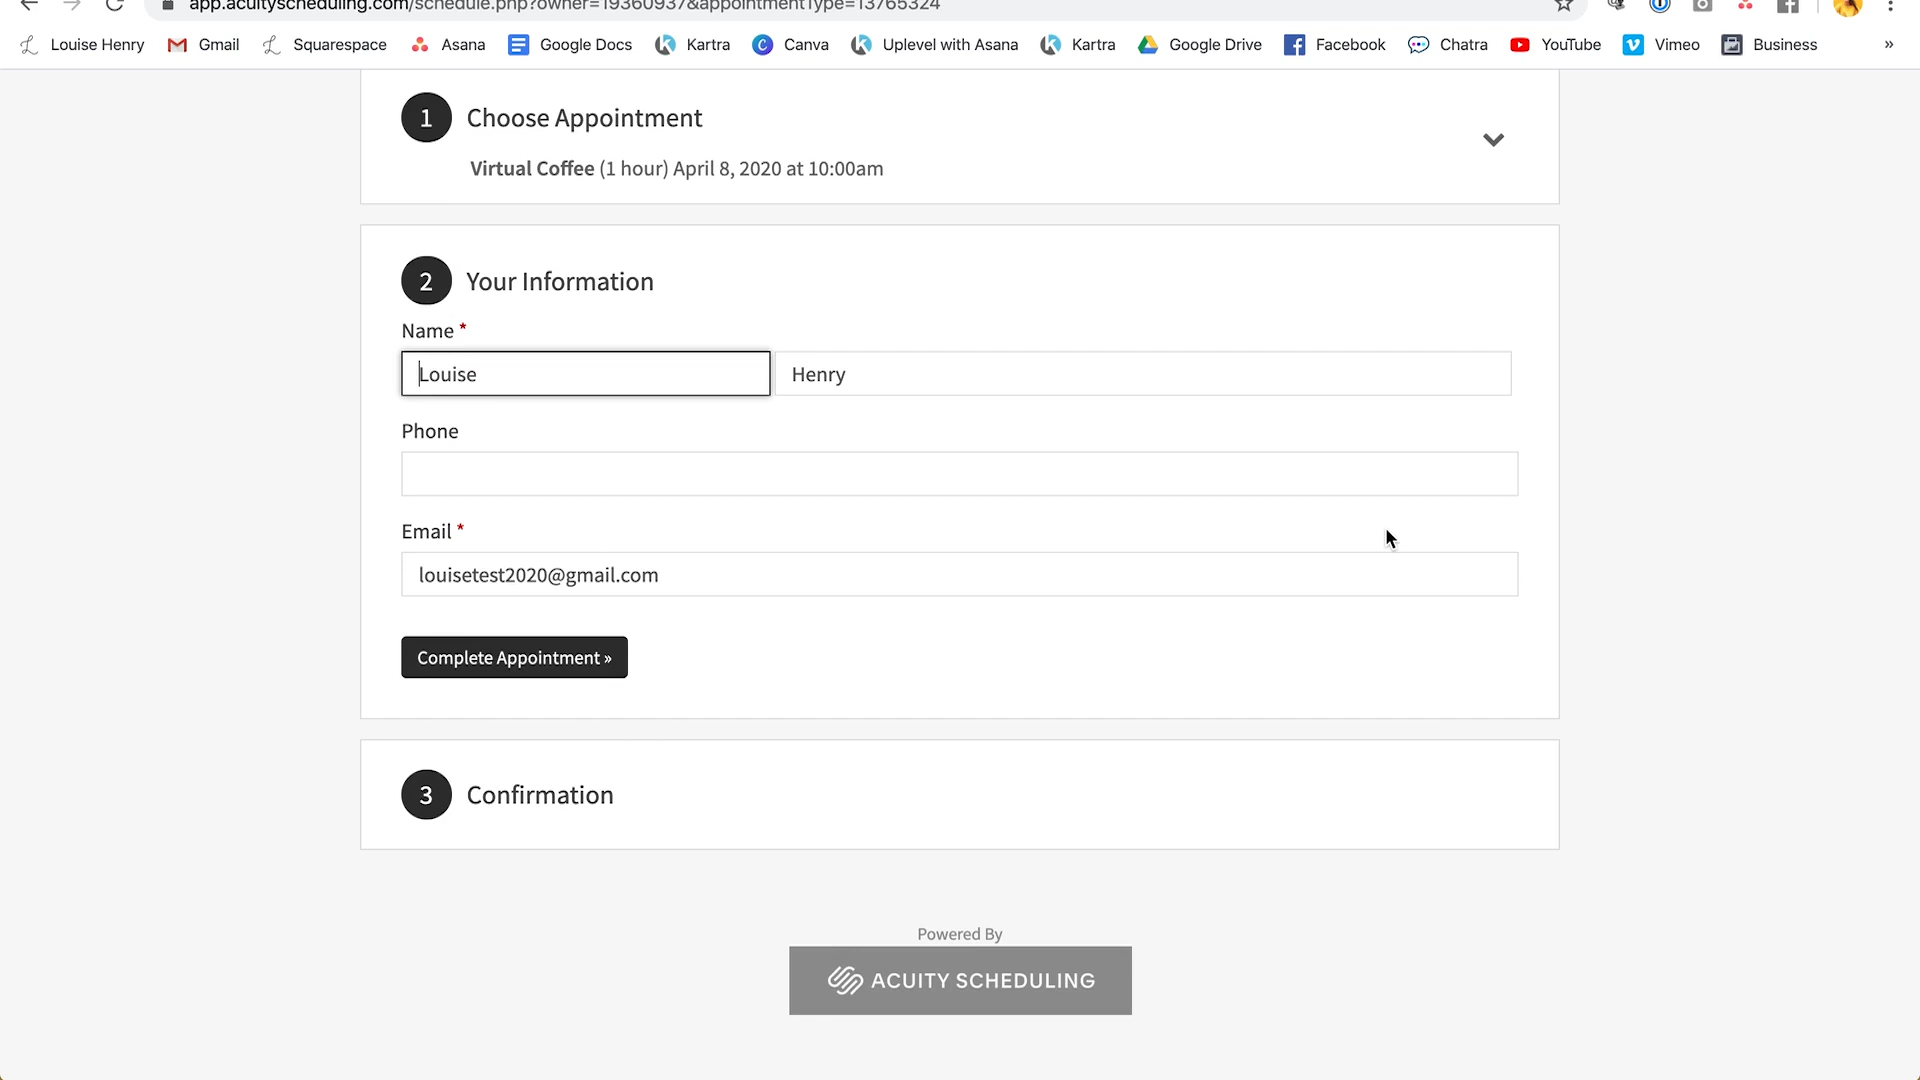 app.acuityscheduling.com/schedule.php?owner=19360937&appointmentType=13765324
Louise Henry Gmail Squarespace Asana Google Docs Kartra Canva Uplevel with Asana Kartra Google Drive Facebook Chatra YouTube Vimeo Business »
1 Choose Appointment
Virtual Coffee (1 hour) April 8, 2020 at 10:00am
2 Your Information
Name *
Louise Henry
Phone
Email *
louisetest2020@gmail.com
Complete Appointment »
3 Confirmation
Powered By
ACUITY SCHEDULING